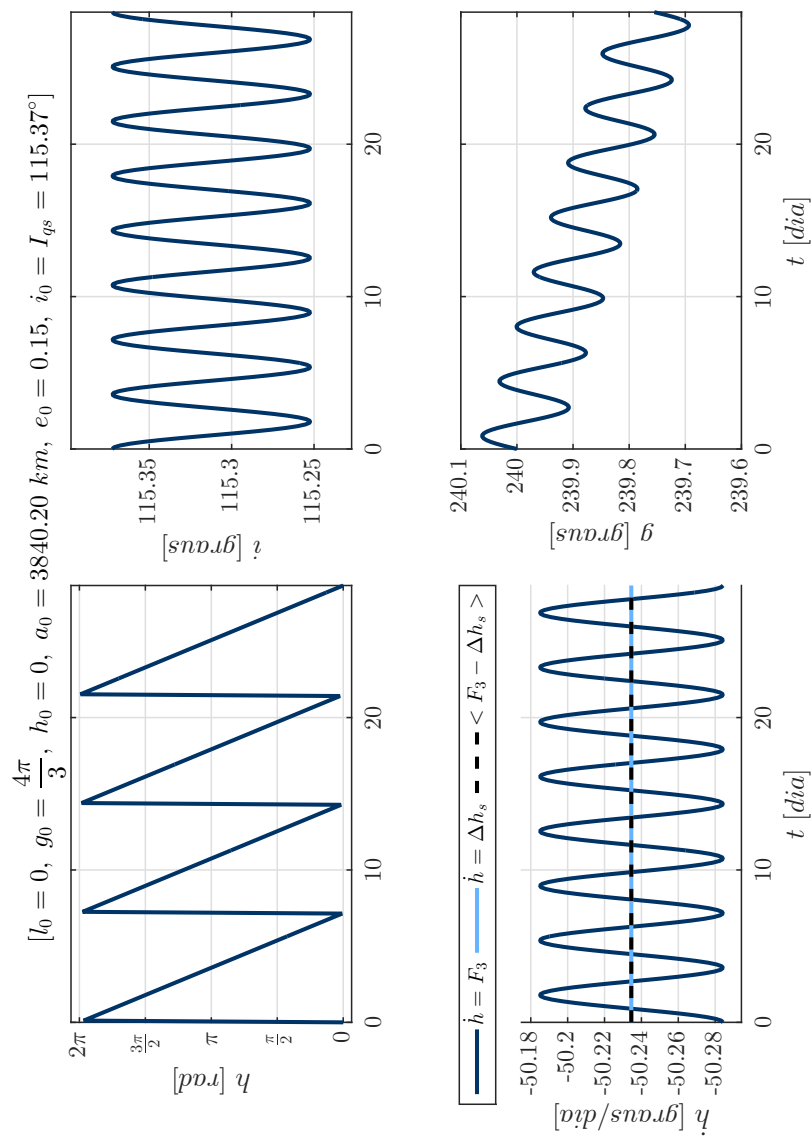 [l₀ = 0, g₀ = 4π/3, h₀ = 0, a₀ = 3840.20 km, e₀ = 0.15, i₀ = I_qs = 115.37°]
h [rad]
2π
3π/2
π
π/2
0
0 10 20
i [graus]
115.35
115.3
115.25
0 10 20
ḣ = F₃ ḣ = Δh_s < F₃ − Δh_s >
ḣ [graus/dia]
-50.18
-50.2
-50.22
-50.24
-50.26
-50.28
0 10 20
t [dia]
g [graus]
240.1
240
239.9
239.8
239.7
239.6
0 10 20
t [dia]